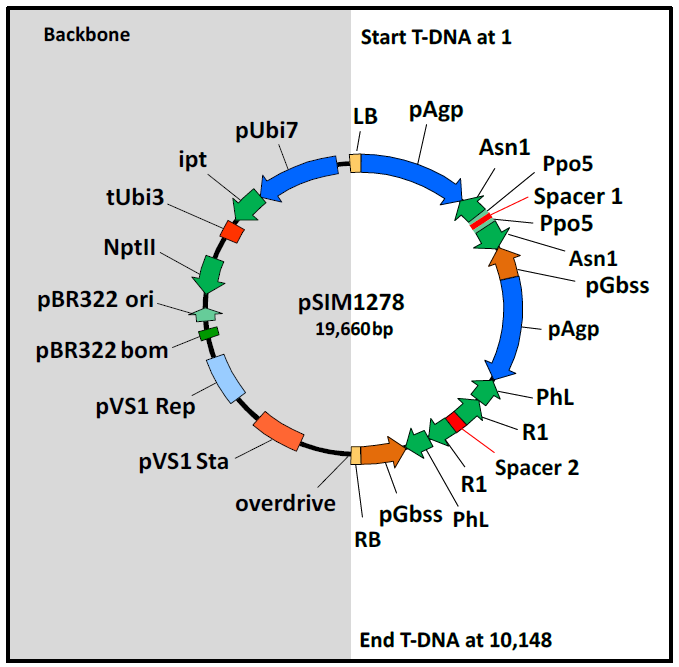 Backbone
Start T-DNA at 1
LB
pAgp
pUbi7
Asn1
ipt
Ppo5
Spacer 1
tUbi3
Ppo5
NptII
Asn1
pGbss
pBR322 ori
pSIM1278
19,660bp
pAgp
pBR322 bom
PhL
pVS1 Rep
R1
pVS1 Sta
Spacer 2
R1
overdrive
pGbss
PhL
RB
End T-DNA at 10,148